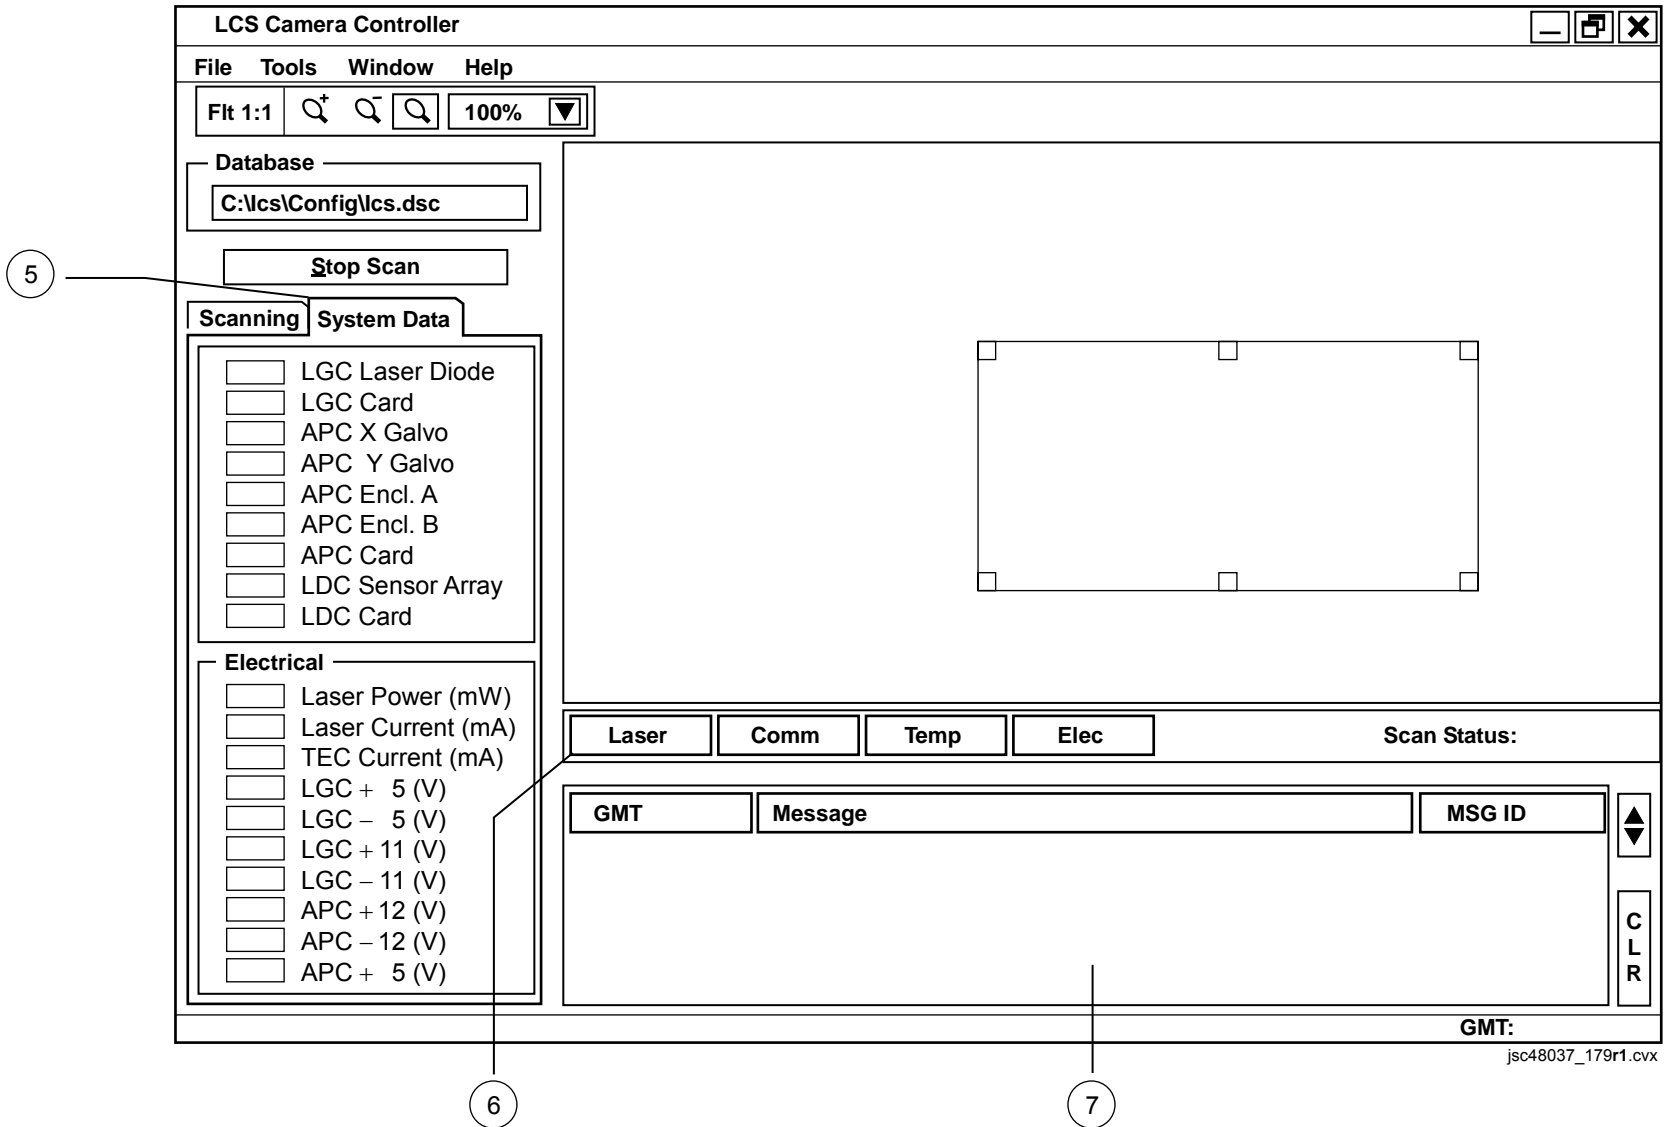 LCS Camera Controller
File Tools Window Help
Flt 1:1 100%
Database
C:\lcs\Config\lcs.dsc
5
Stop Scan
Scanning System Data
LGC Laser Diode
LGC Card
APC X Galvo
APC Y Galvo
APC Encl. A
APC Encl. B
APC Card
LDC Sensor Array
LDC Card
Electrical
Laser Power (mW)
Laser Current (mA)
TEC Current (mA)
LGC + 5 (V)
LGC – 5 (V)
LGC + 11 (V)
LGC – 11 (V)
APC + 12 (V)
APC – 12 (V)
APC + 5 (V)
Laser Comm Temp Elec Scan Status:
GMT Message MSG ID
C
L
R
GMT:
jsc48037_179r1.cvx
6 7